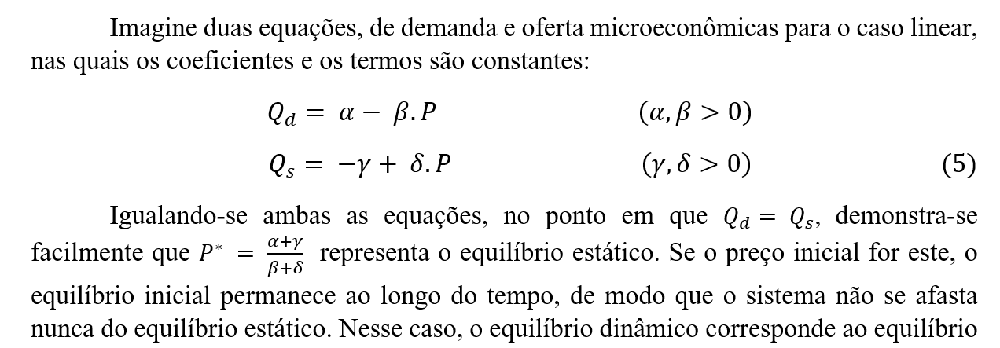 Imagine duas equações, de demanda e oferta microeconômicas para o caso linear,
nas quais os coeficientes e os termos são constantes:
Q_d = α − β.P (α, β > 0)
Q_s = −γ + δ.P (γ, δ > 0) (5)
Igualando-se ambas as equações, no ponto em que Q_d = Q_s, demonstra-se
facilmente que P* = \frac{α+γ}{β+δ} representa o equilíbrio estático. Se o preço inicial for este, o
equilíbrio inicial permanece ao longo do tempo, de modo que o sistema não se afasta
nunca do equilíbrio estático. Nesse caso, o equilíbrio dinâmico corresponde ao equilíbrio